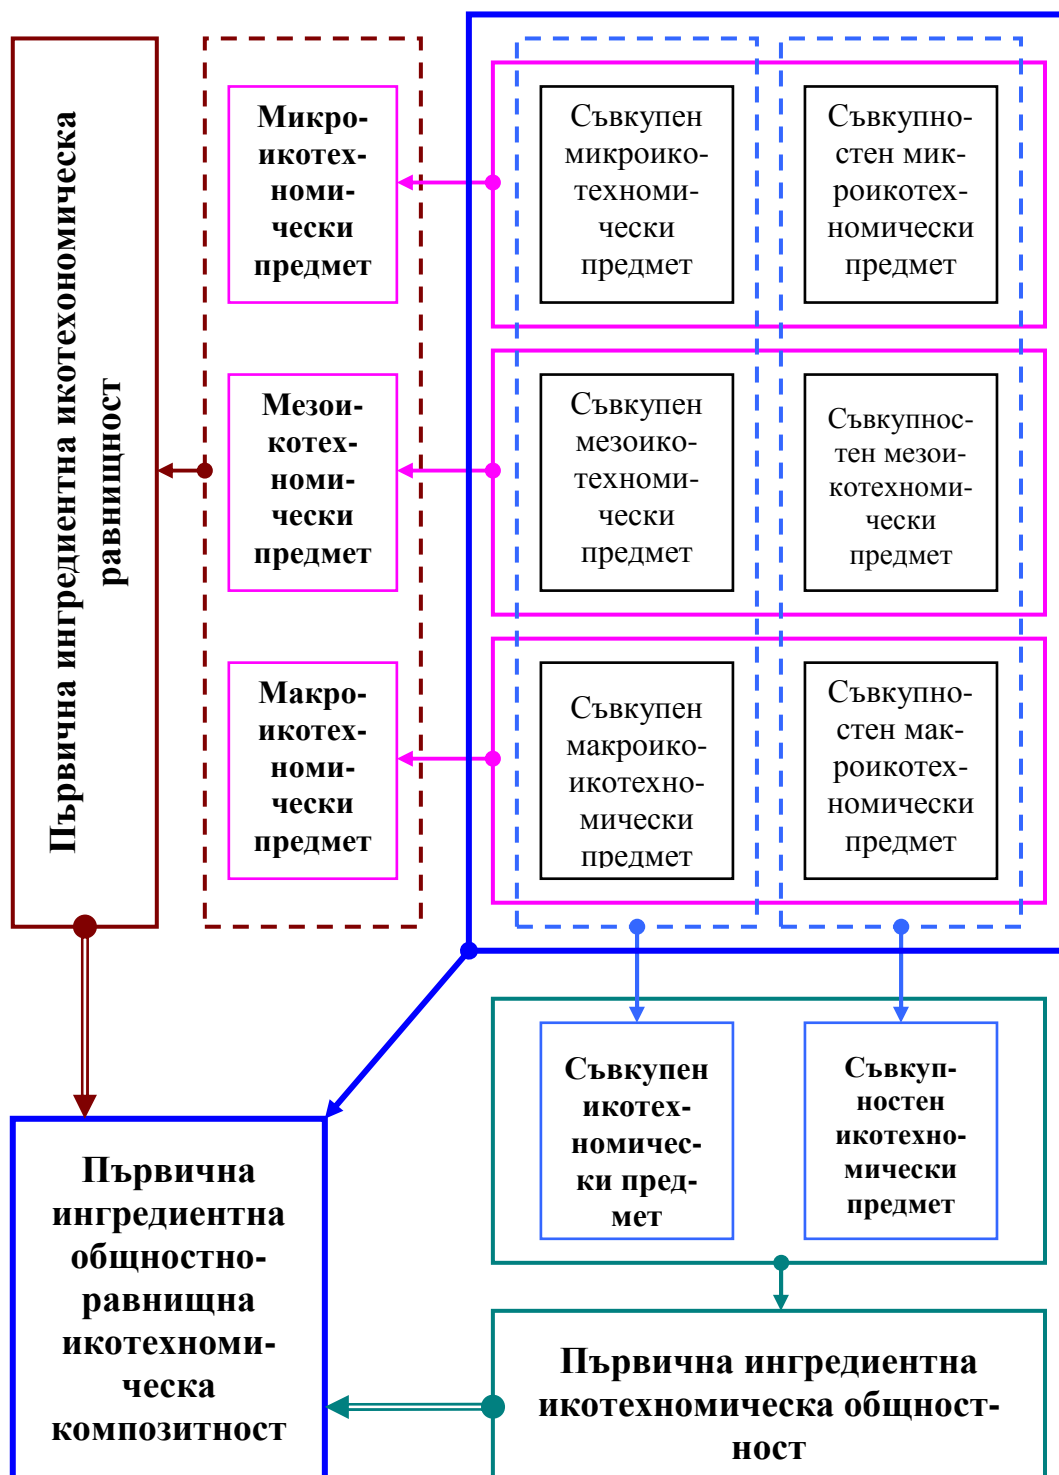 Първична ингредиентна икотехономическа
равнищност
Микро-
икотех-
номи-
чески
предмет
Съвкупен
микроико-
техноми-
чески
предмет
Съвкупно-
стен мик-
роикотех-
номически
предмет
Мезои-
котех-
номи-
чески
предмет
Съвкупен
мезоико-
техноми-
чески
предмет
Съвкупнос-
тен мезои-
котехноми-
чески
предмет
Макро-
икотех-
номи-
чески
предмет
Съвкупен
макроико-
икотехно-
мически
предмет
Съвкупно-
стен мак-
роикотех-
номически
предмет
Съвкупен
икотех-
номичес-
ки пред-
мет
Съвкуп-
ностен
икотехно-
мически
предмет
Първична
ингредиентна
общностно-
равнищна
икотехноми-
ческа
композитност
Първична ингредиентна
икотехномическа общност-
ност